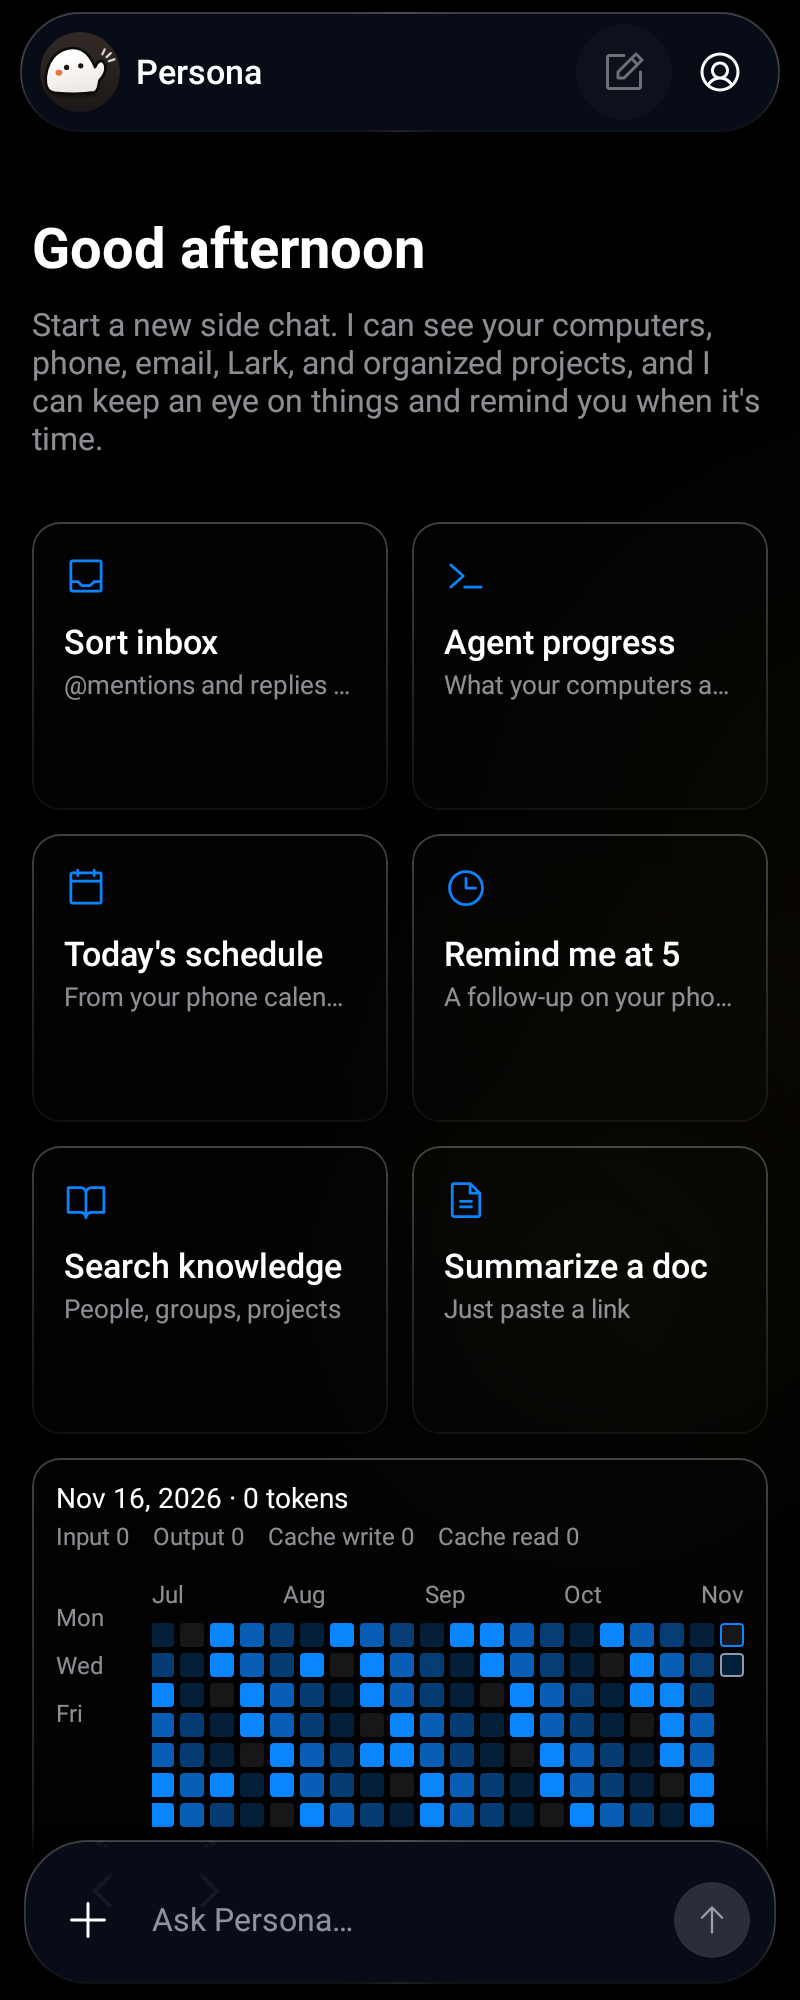 Persona
Good afternoon
Start a new side chat. I can see your computers,
phone, email, Lark, and organized projects, and I
can keep an eye on things and remind you when it's
time.
Sort inbox
@mentions and replies ...
Agent progress
What your computers a...
Today's schedule
From your phone calen...
Remind me at 5
A follow-up on your pho...
Search knowledge
People, groups, projects
Summarize a doc
Just paste a link
Nov 16, 2026 · 0 tokens
Input 0 Output 0 Cache write 0 Cache read 0
Jul Aug Sep Oct Nov
Mon
Wed
Fri
Ask Persona...